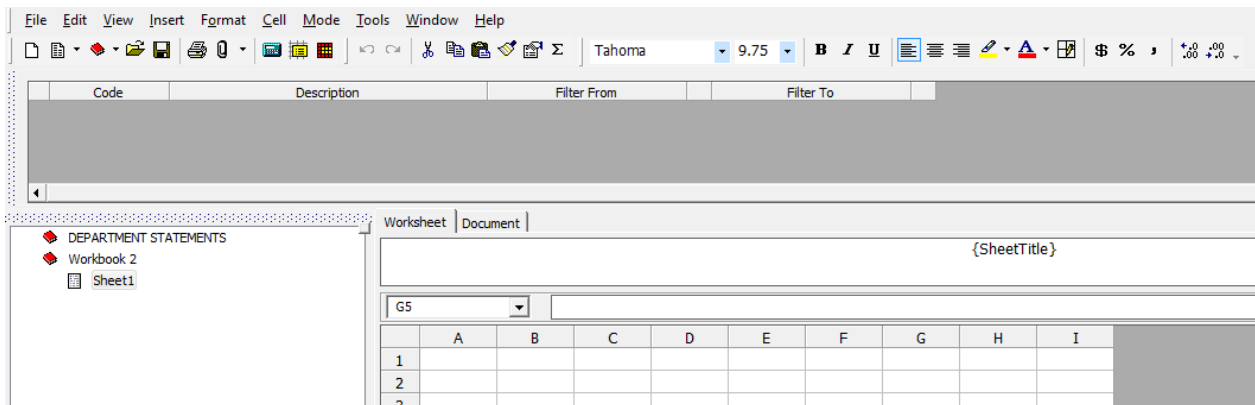 File Edit View Insert Format Cell Mode Tools Window Help
Tahoma 9.75 B I U $ % ,
Code Description Filter From Filter To
Worksheet Document
DEPARTMENT STATEMENTS
Workbook 2
Sheet1
{SheetTitle}
G5
A B C D E F G H I
1
2